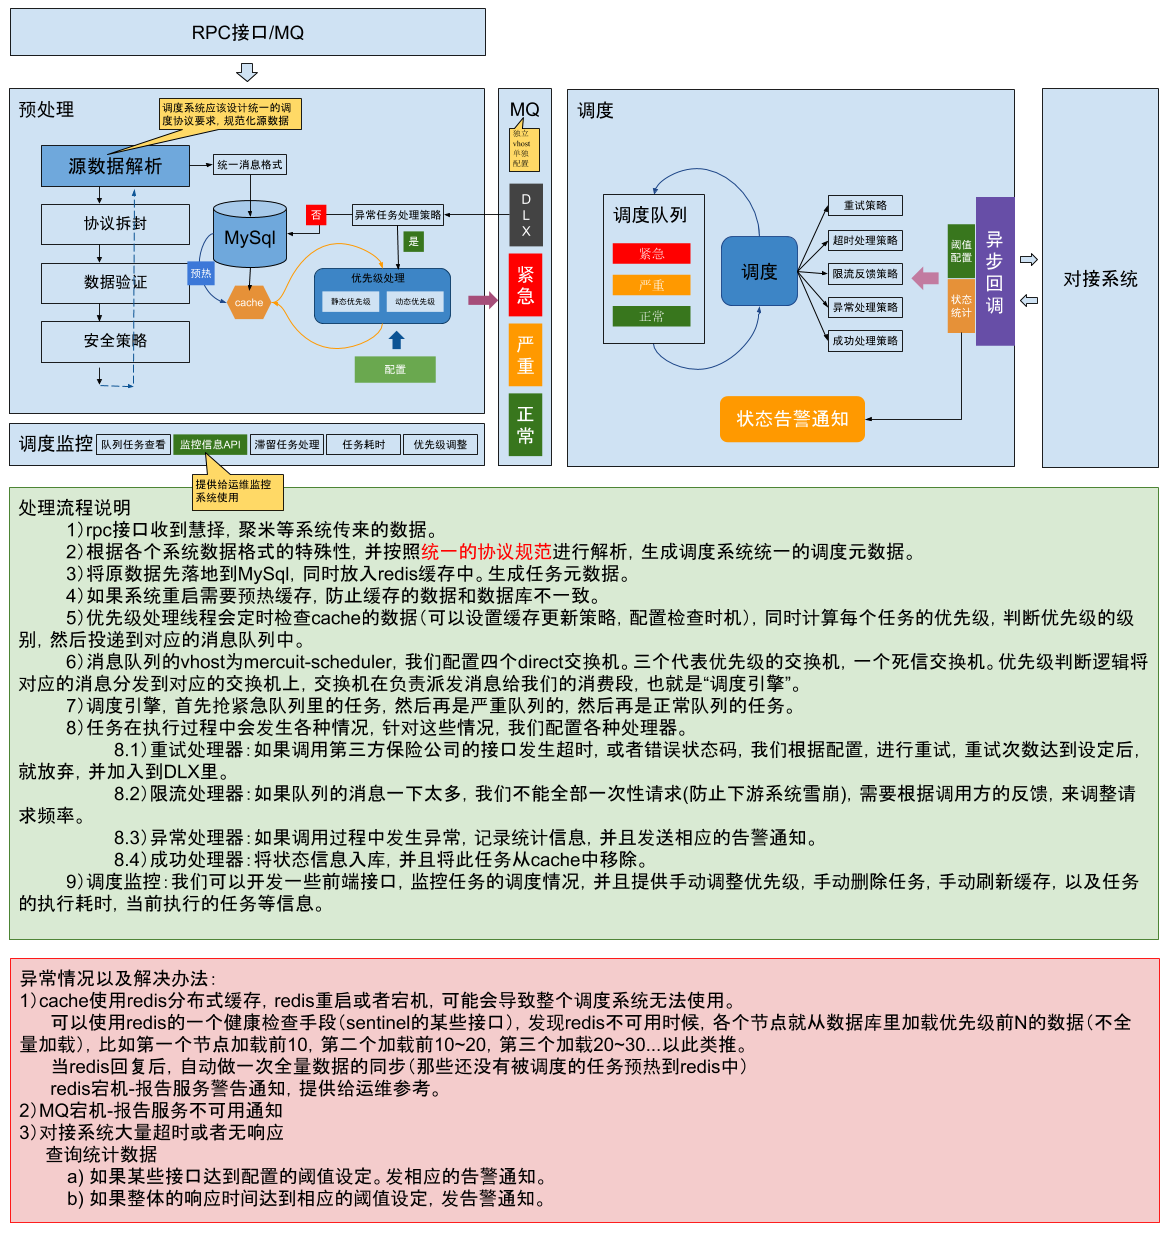 RPC接口/MQ
预处理
调度系统应该设计统一的调
度协议要求，规范化源数据
源数据解析
统一消息格式
协议拆封
数据验证
安全策略
MySql
预热
cache
否
异常任务处理策略
是
优先级处理
静态优先级
动态优先级
配置
MQ
独立
vhost
单独
配置
D
L
X
紧
急
严
重
正
常
调度
调度队列
紧急
严重
正常
调度
重试策略
超时处理策略
限流反馈策略
异常处理策略
成功处理策略
阈值
配置
状态
统计
异
步
回
调
状态告警通知
对接系统
调度监控
队列任务查看
监控信息API
滞留任务处理
任务耗时
优先级调整
提供给运维监控
系统使用
处理流程说明
1）rpc接口收到慧择，聚米等系统传来的数据。
2）根据各个系统数据格式的特殊性，并按照统一的协议规范进行解析，生成调度系统统一的调度元数据。
3）将原数据先落地到MySql，同时放入redis缓存中。生成任务元数据。
4）如果系统重启需要预热缓存，防止缓存的数据和数据库不一致。
5）优先级处理线程会定时检查cache的数据（可以设置缓存更新策略，配置检查时机），同时计算每个任务的优先级，判断优先级的级
别，然后投递到对应的消息队列中。
6）消息队列的vhost为mercuit-scheduler，我们配置四个direct交换机。三个代表优先级的交换机，一个死信交换机。优先级判断逻辑将
对应的消息分发到对应的交换机上，交换机在负责派发消息给我们的消费段，也就是“调度引擎”。
7）调度引擎，首先抢紧急队列里的任务，然后再是严重队列的，然后再是正常队列的任务。
8）任务在执行过程中会发生各种情况，针对这些情况，我们配置各种处理器。
8.1）重试处理器：如果调用第三方保险公司的接口发生超时，或者错误状态码，我们根据配置，进行重试，重试次数达到设定后，
就放弃，并加入到DLX里。
8.2）限流处理器：如果队列的消息一下太多，我们不能全部一次性请求(防止下游系统雪崩)，需要根据调用方的反馈，来调整请
求频率。
8.3）异常处理器：如果调用过程中发生异常，记录统计信息，并且发送相应的告警通知。
8.4）成功处理器：将状态信息入库，并且将此任务从cache中移除。
9）调度监控：我们可以开发一些前端接口，监控任务的调度情况，并且提供手动调整优先级，手动删除任务，手动刷新缓存，以及任务
的执行耗时，当前执行的任务等信息。
异常情况以及解决办法：
1）cache使用redis分布式缓存，redis重启或者宕机，可能会导致整个调度系统无法使用。
可以使用redis的一个健康检查手段（sentinel的某些接口），发现redis不可用时候，各个节点就从数据库里加载优先级前N的数据（不全
量加载），比如第一个节点加载前10，第二个加载前10~20，第三个加载20~30...以此类推。
当redis回复后，自动做一次全量数据的同步（那些还没有被调度的任务预热到redis中）
redis宕机-报告服务警告通知，提供给运维参考。
2）MQ宕机-报告服务不可用通知
3）对接系统大量超时或者无响应
查询统计数据
a) 如果某些接口达到配置的阈值设定。发相应的告警通知。
b) 如果整体的响应时间达到相应的阈值设定，发告警通知。